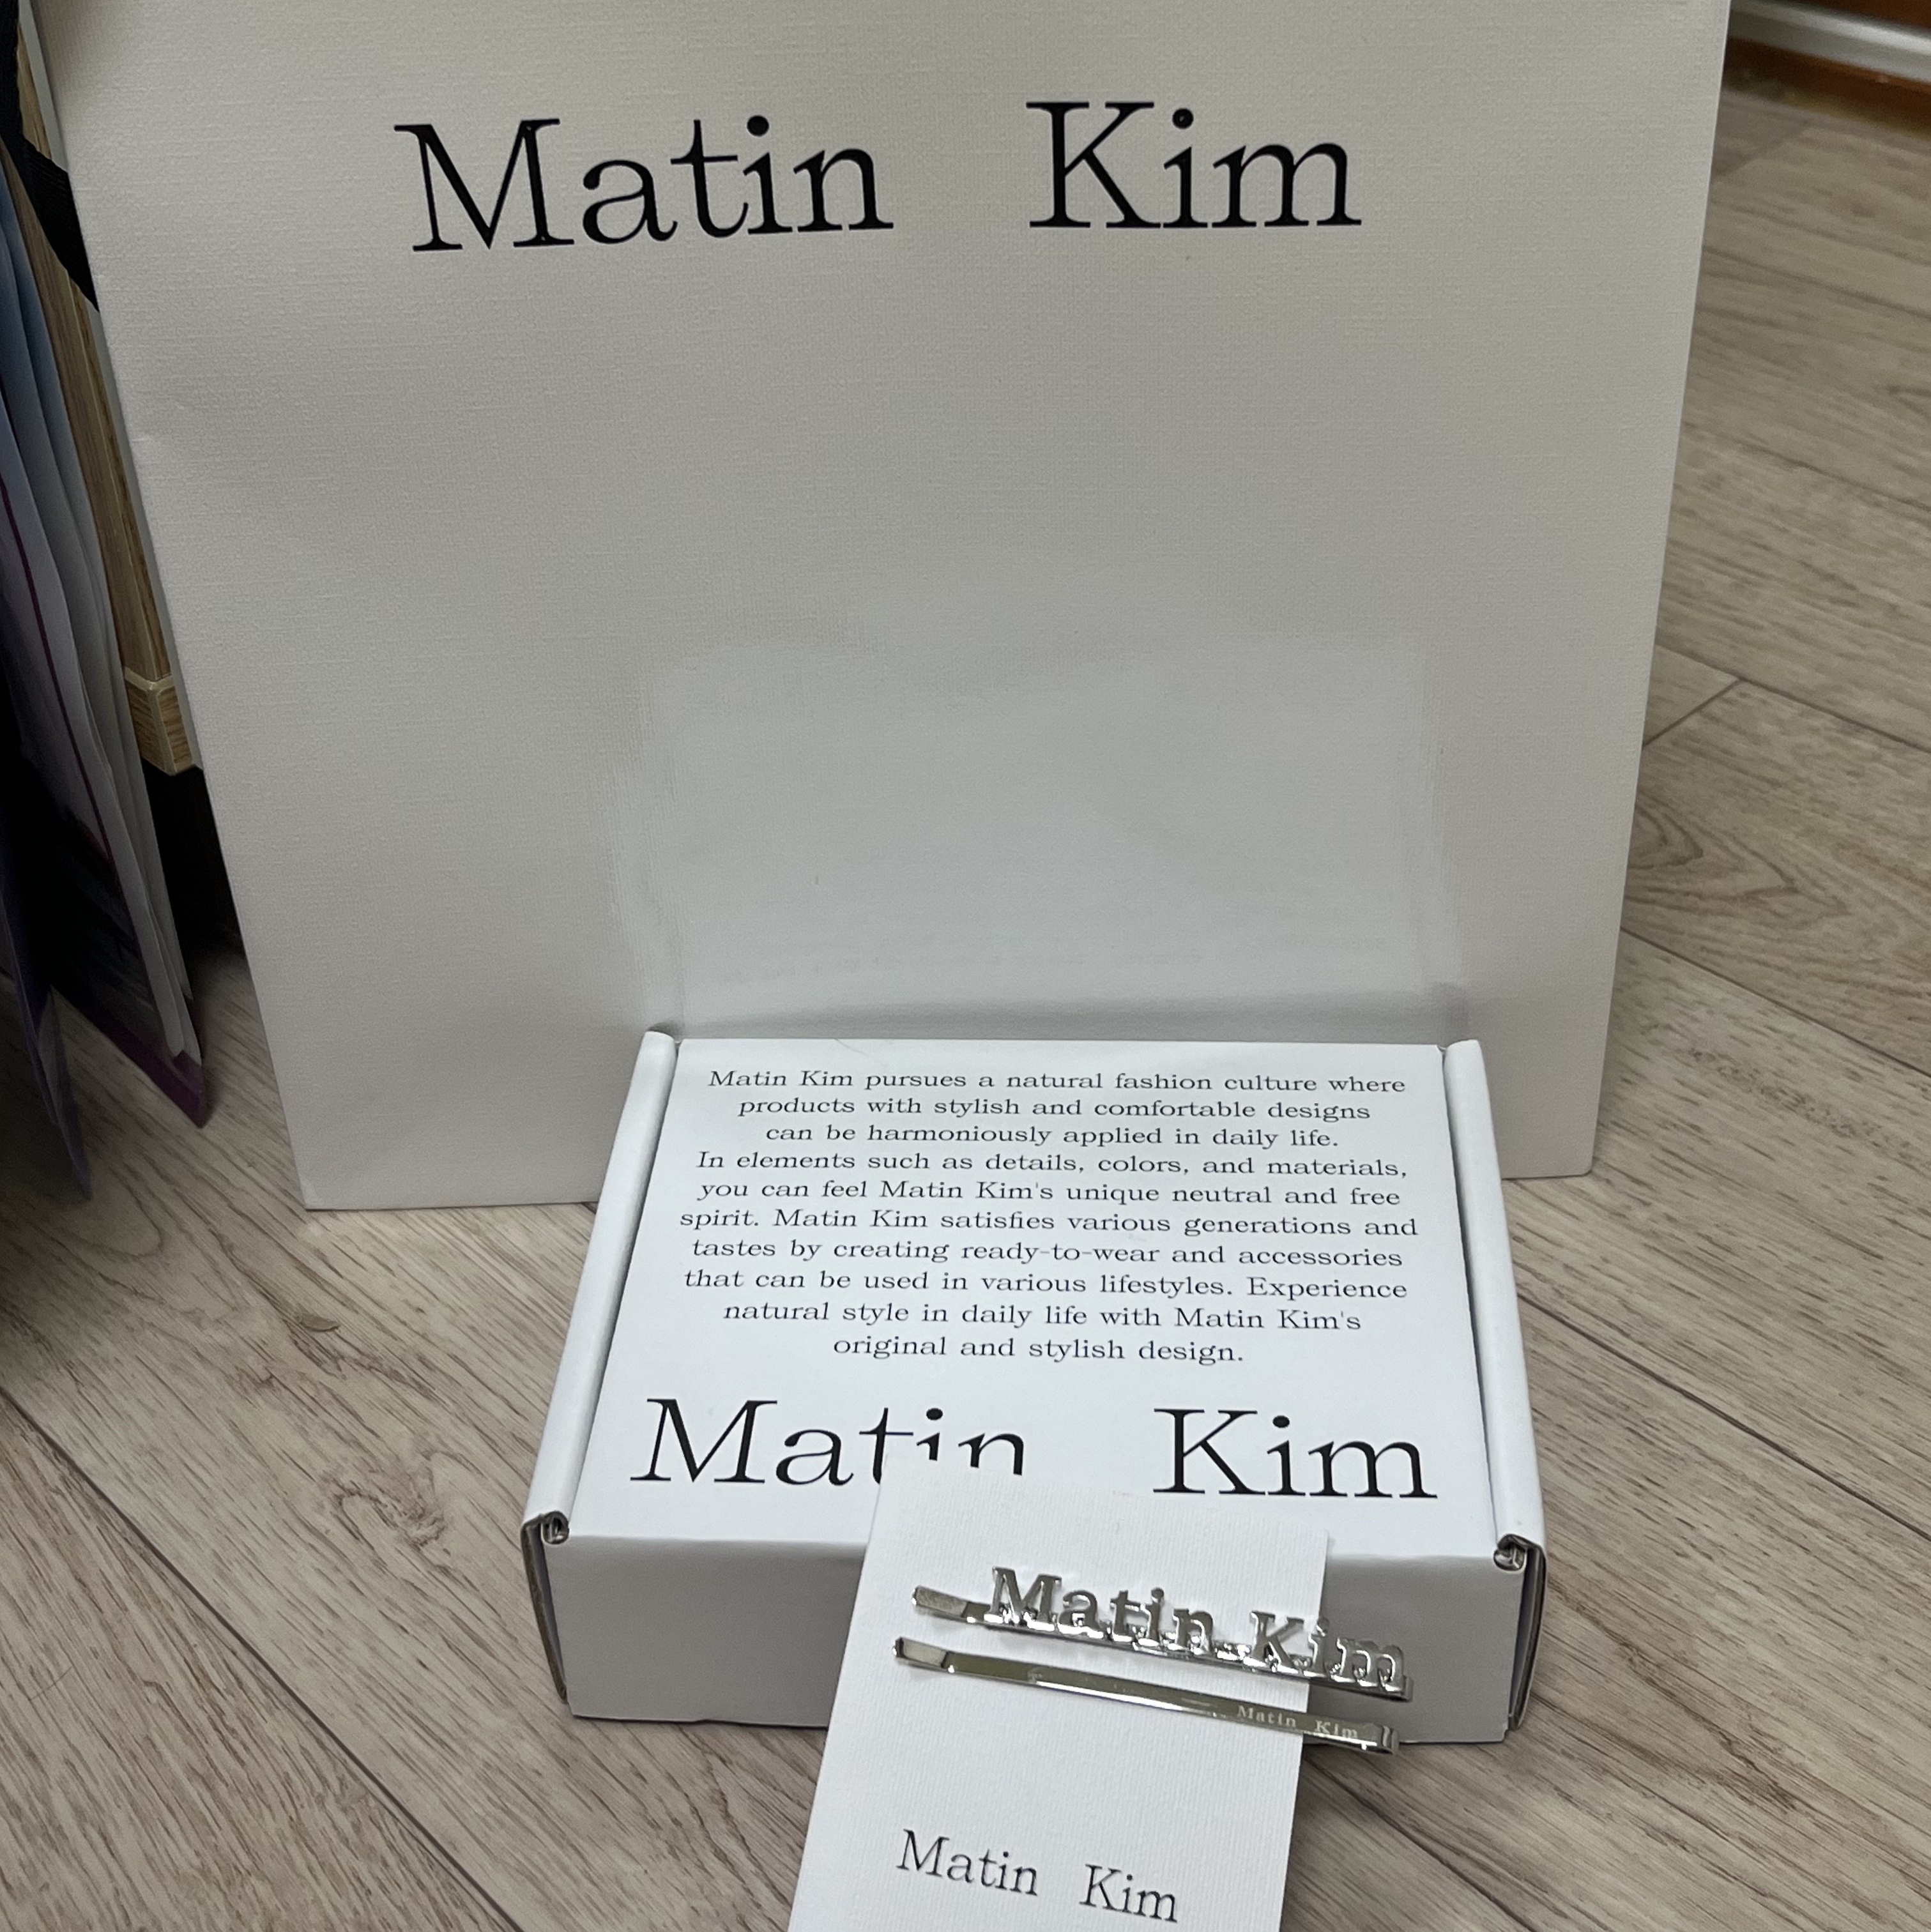 Matin Kim
Matin Kim pursues a natural fashion culture where
products with stylish and comfortable designs
can be harmoniously applied in daily life.
In elements such as details, colors, and materials,
you can feel Matin Kim's unique neutral and free
spirit. Matin Kim satisfies various generations and
tastes by creating ready-to-wear and accessories
that can be used in various lifestyles. Experience
natural style in daily life with Matin Kim's
original and stylish design.
Matin Kim
Matin Kim
Matin Kim
Matin Kim